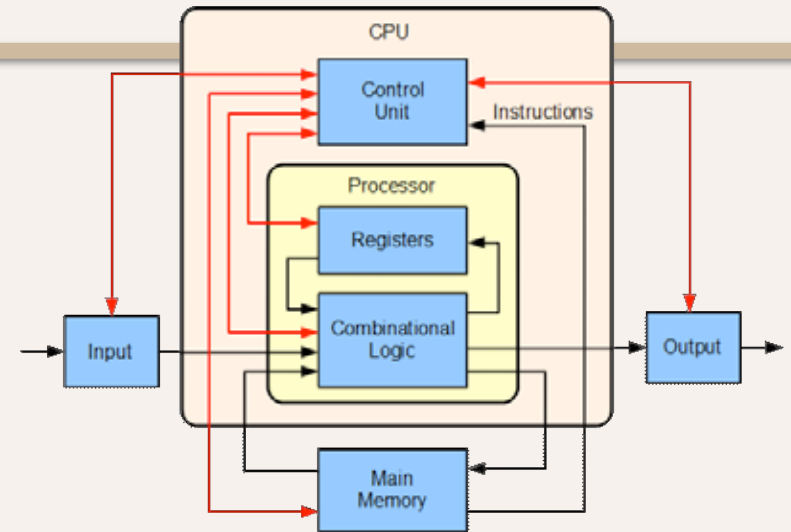 CPU
Control
Unit
Instructions
Processor
Registers
Combinational
Logic
Input
Output
Main
Memory